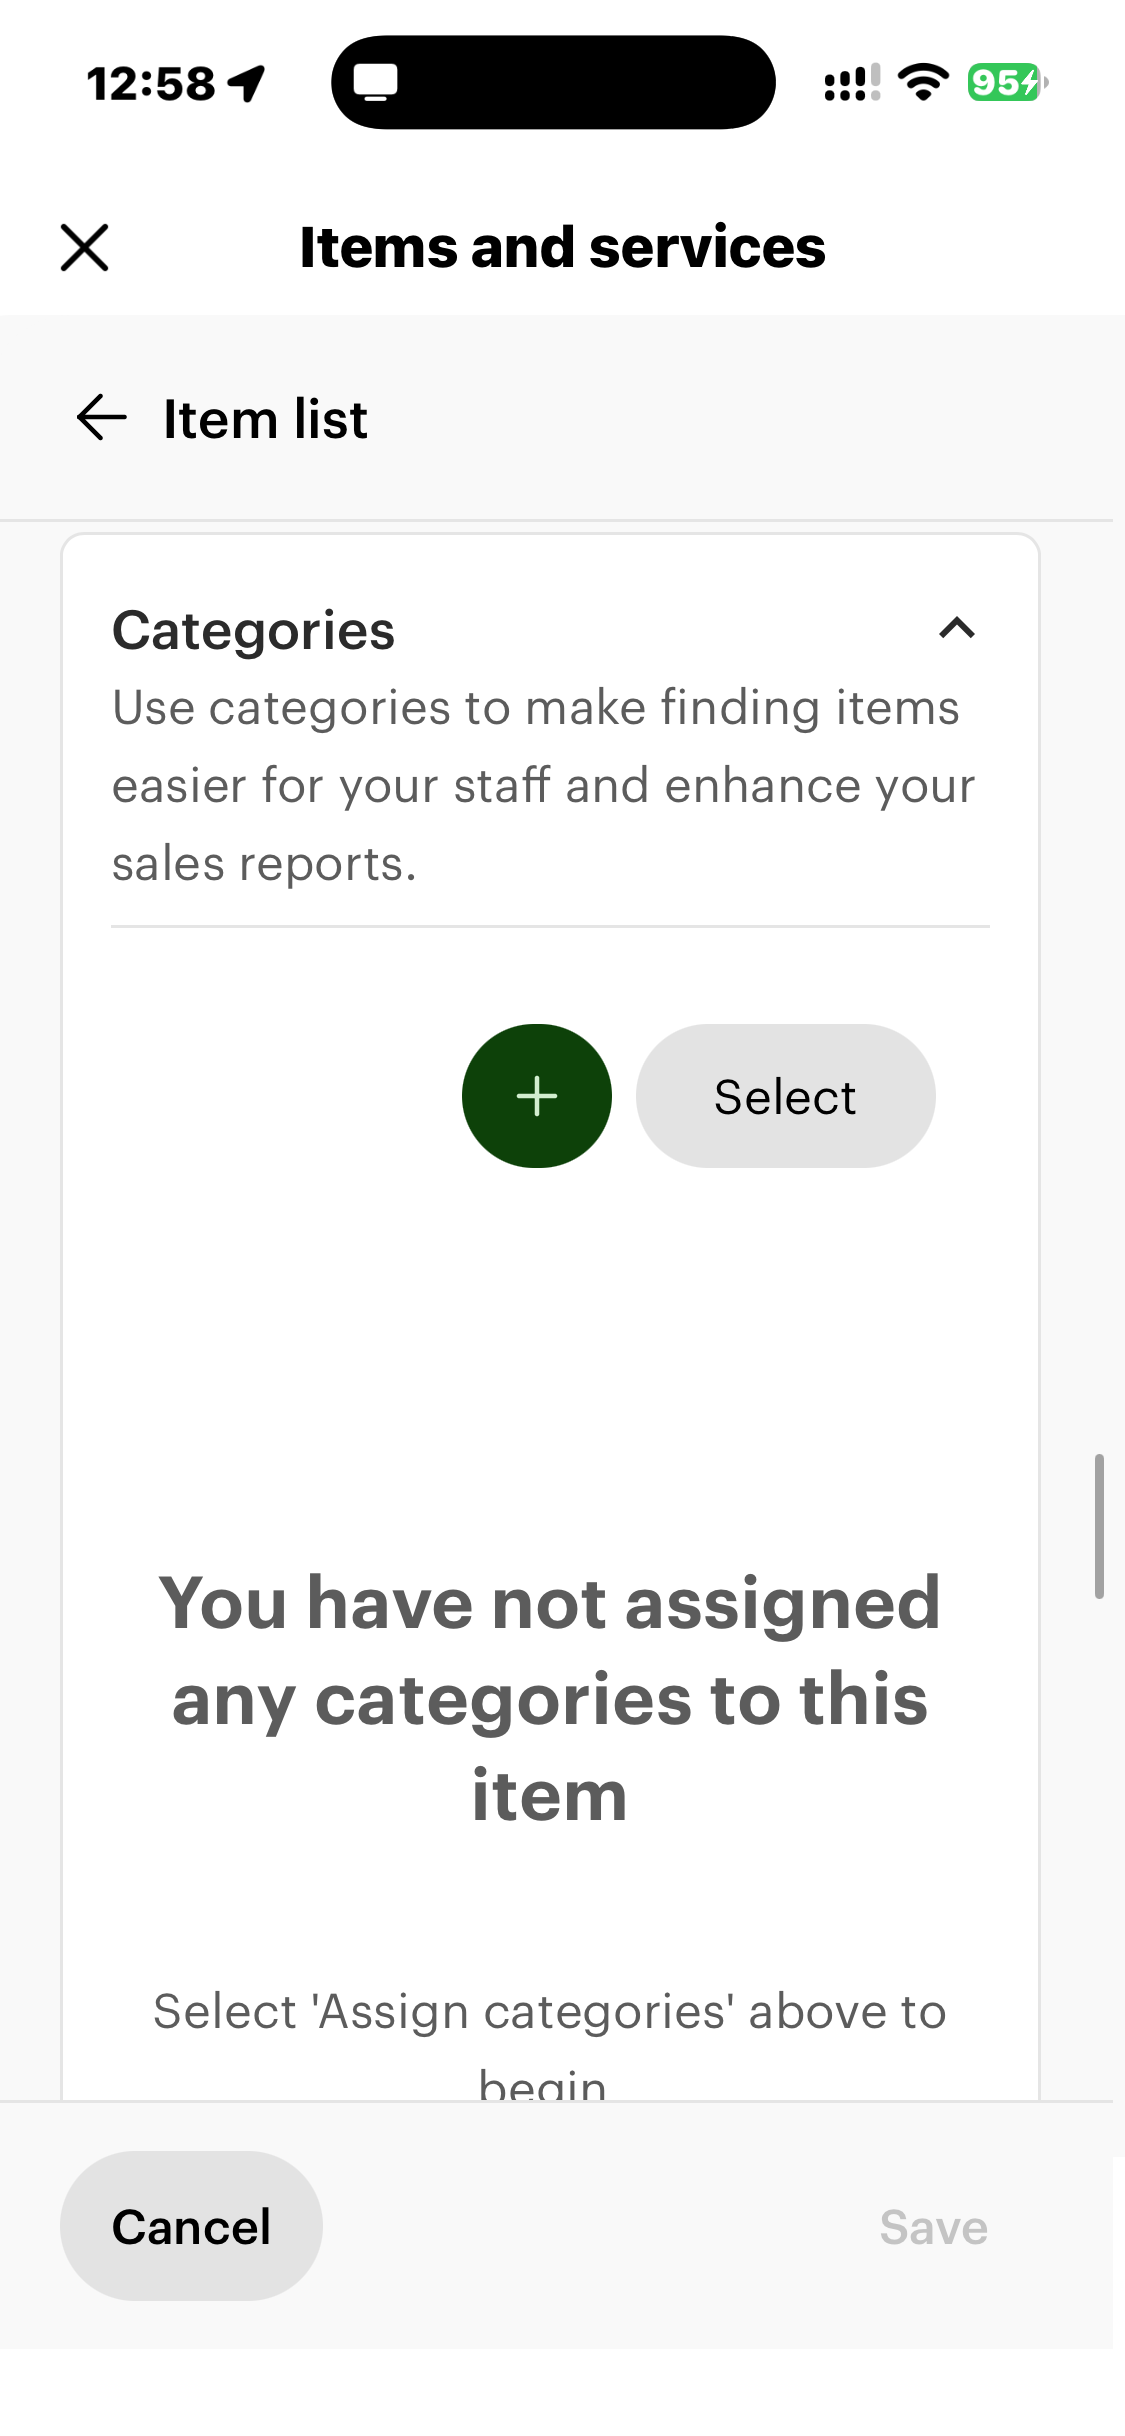 12:58
95
Items and services
Item list
Categories
Use categories to make finding items
easier for your staff and enhance your
sales reports.
+ Select
You have not assigned
any categories to this
item
Select 'Assign categories' above to
begin
Cancel
Save